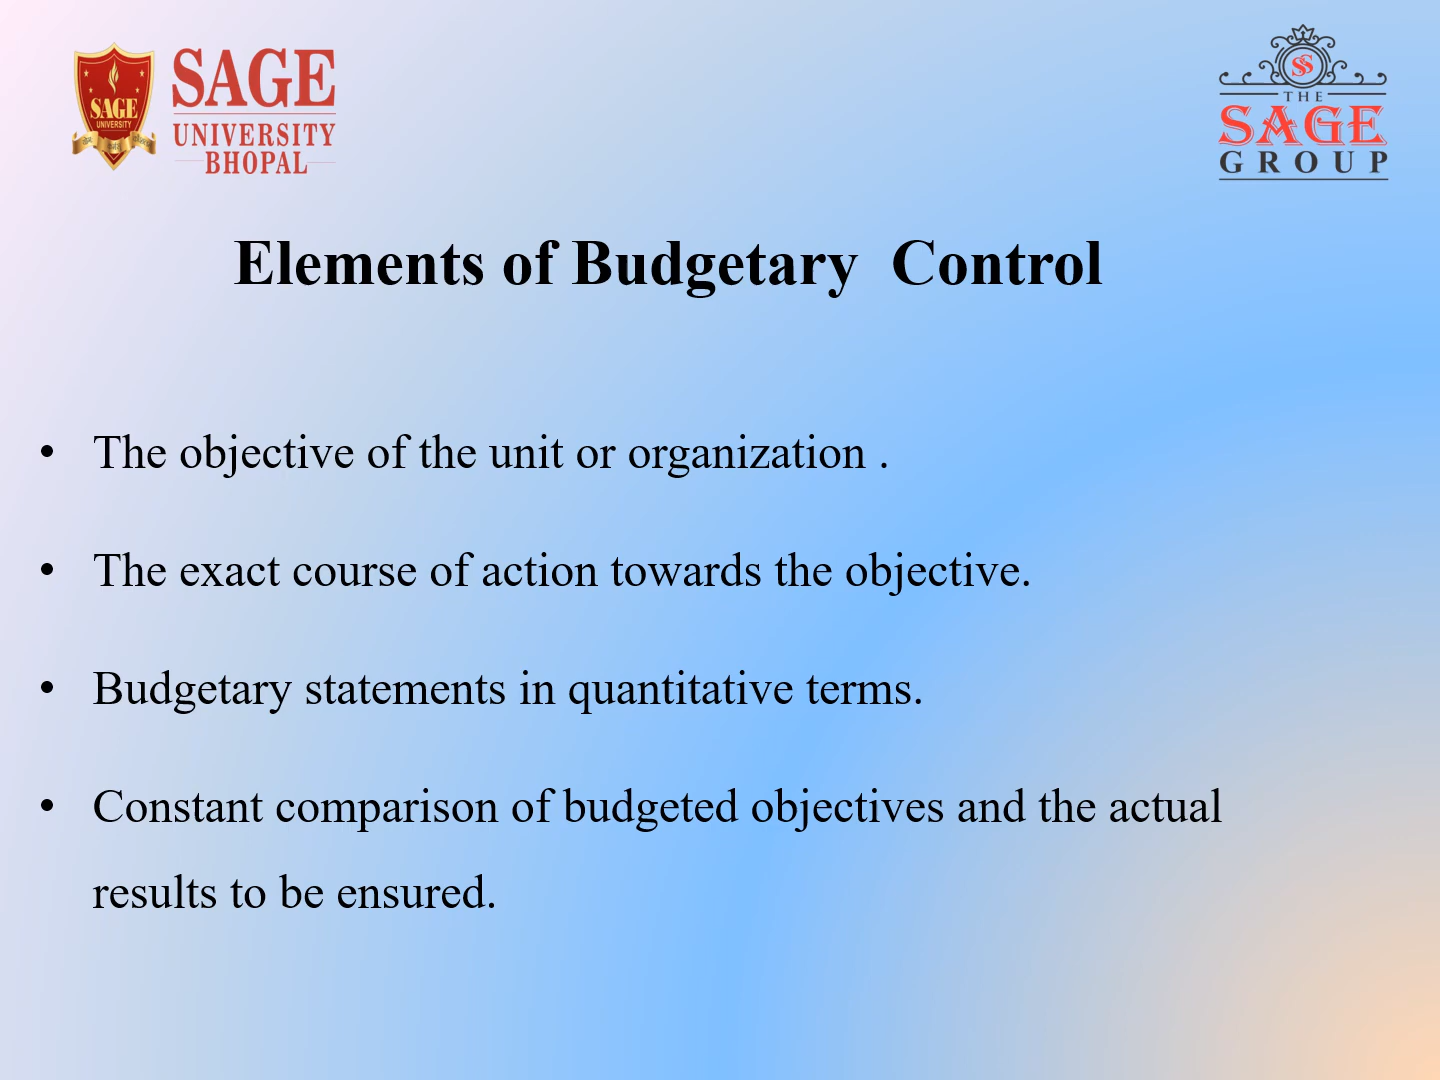 SAGE
UNIVERSITY
SAGE
UNIVERSITY
BHOPAL
SS
THE
SAGE
GROUP
Elements of Budgetary  Control
• The objective of the unit or organization .
• The exact course of action towards the objective.
• Budgetary statements in quantitative terms.
• Constant comparison of budgeted objectives and the actual
results to be ensured.